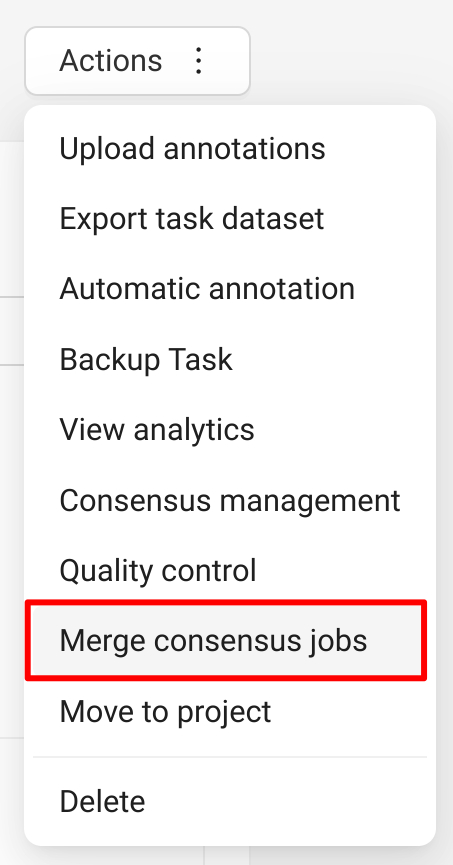 Actions
Upload annotations
Export task dataset
Automatic annotation
Backup Task
View analytics
Consensus management
Quality control
Merge consensus jobs
Move to project
Delete